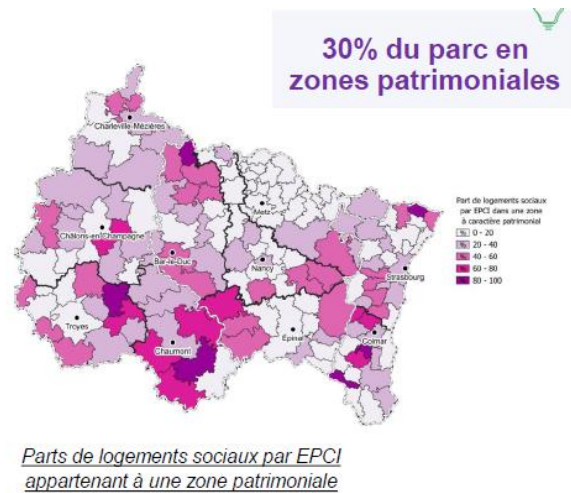 30% du parc en
zones patrimoniales
Charleville-Mézières
Metz
Châlons-en-Champagne
Bar-le-Duc
Nancy
Strasbourg
Troyes
Chaumont
Epinal
Colmar
Part de logements sociaux
par EPCI dans une zone
à caractère patrimonial
% 0 - 20
% 20 - 40
% 40 - 60
60 - 80
80 - 100
Parts de logements sociaux par EPCI
appartenant à une zone patrimoniale